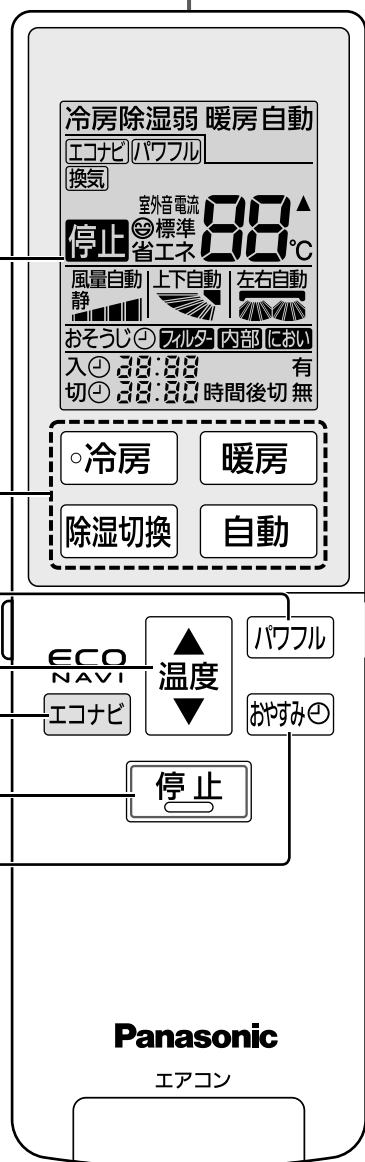 冷房除湿弱 暖房自動
エコナビ パワフル
換気
室外音電流
停止 標準 88 ▲
省エネ ℃
風量自動 上下自動 左右自動
静
おそうじ フィルター 内部 におい
入 28:88 有
切 28:80 時間後切 無
冷房 暖房
除湿切換 自動
パワフル
ECO NAVI
▲ 温度 ▼
エコナビ おやすみ
停止
Panasonic
エアコン